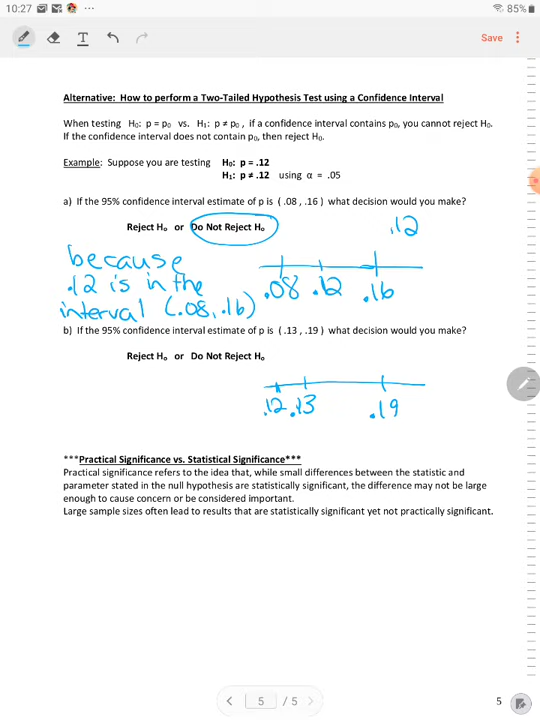 10:27 ... 85%
T Save
Alternative: How to perform a Two-Tailed Hypothesis Test using a Confidence Interval
When testing H₀: p = p₀ vs. H₁: p ≠ p₀ , if a confidence interval contains p₀, you cannot reject H₀.
If the confidence interval does not contain p₀, then reject H₀.
Example: Suppose you are testing H₀: p = .12
H₁: p ≠ .12 using α = .05
a) If the 95% confidence interval estimate of p is ( .08 , .16 ) what decision would you make?
Reject H₀ or Do Not Reject H₀
.12
because
.12 is in the
interval (.08,.16)
.08 .12 .16
b) If the 95% confidence interval estimate of p is ( .13 , .19 ) what decision would you make?
Reject H₀ or Do Not Reject H₀
.12 .13 .19
***Practical Significance vs. Statistical Significance***
Practical significance refers to the idea that, while small differences between the statistic and
parameter stated in the null hypothesis are statistically significant, the difference may not be large
enough to cause concern or be considered important.
Large sample sizes often lead to results that are statistically significant yet not practically significant.
< 5 / 5 >
5